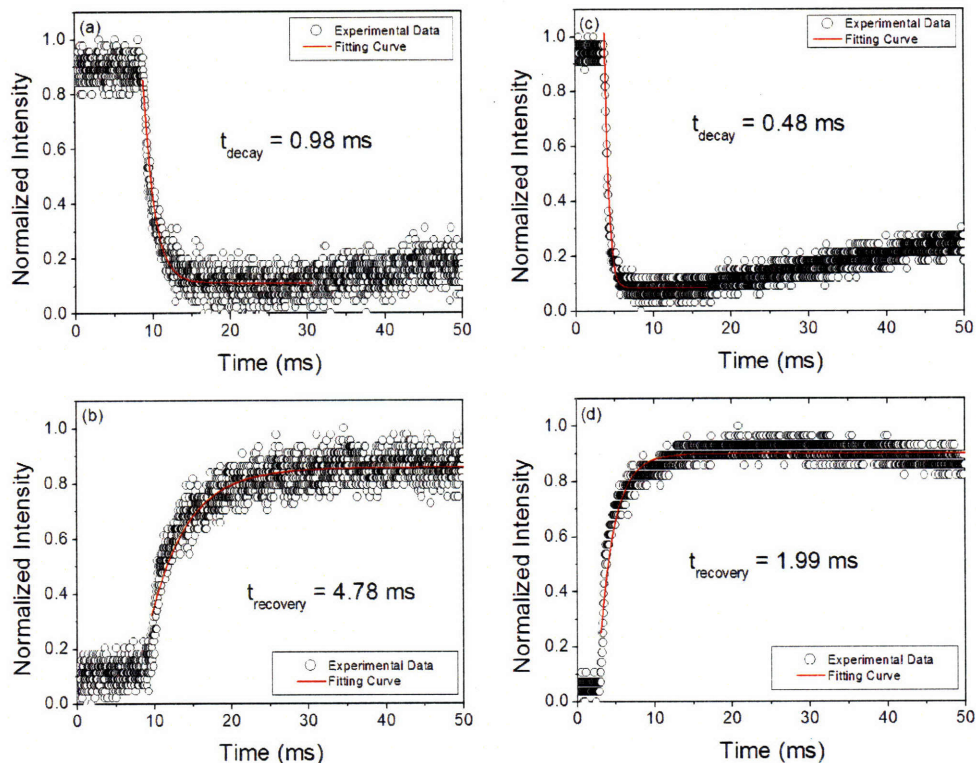 (a)
Experimental Data
Fitting Curve
t_decay = 0.98 ms
Normalized Intensity
1.0
0.8
0.6
0.4
0.2
0.0
0 10 20 30 40 50
Time (ms)
(c)
Experimental Data
Fitting Curve
t_decay = 0.48 ms
Normalized Intensity
1.0
0.8
0.6
0.4
0.2
0.0
0 10 20 30 40 50
Time (ms)
(b)
t_recovery = 4.78 ms
Experimental Data
Fitting Curve
Normalized Intensity
1.0
0.8
0.6
0.4
0.2
0.0
0 10 20 30 40 50
Time (ms)
(d)
t_recovery = 1.99 ms
Experimental Data
Fitting Curve
Normalized Intensity
1.0
0.8
0.6
0.4
0.2
0.0
0 10 20 30 40 50
Time (ms)